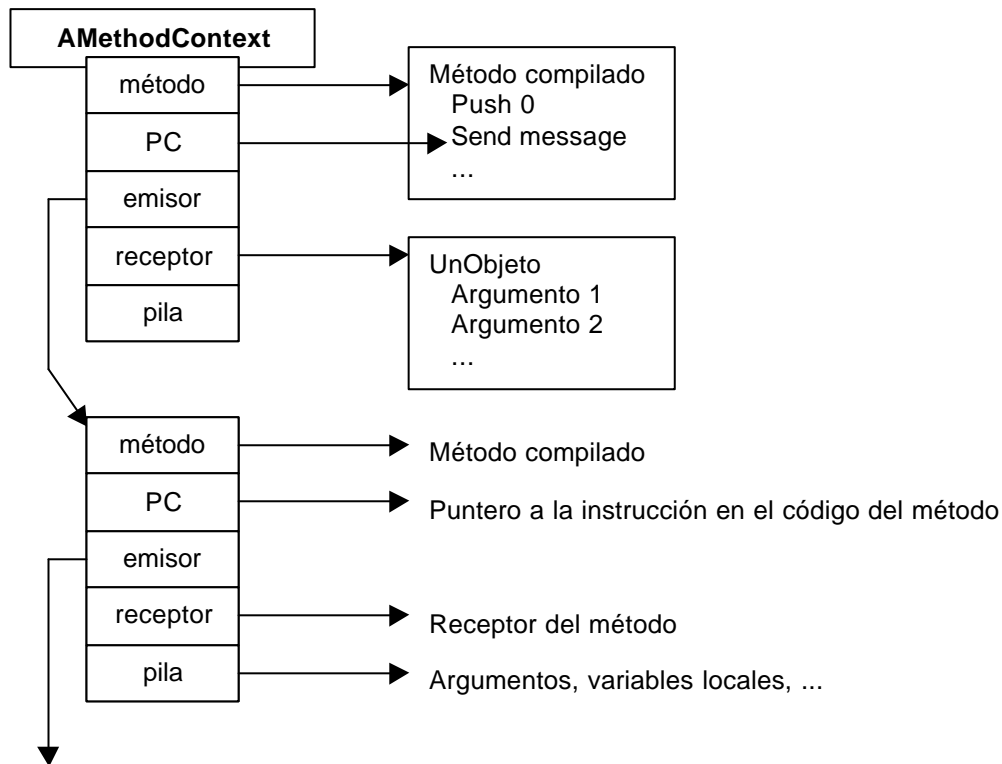 AMethodContext
método
PC
emisor
receptor
pila
Método compilado
Push 0
Send message
...
UnObjeto
Argumento 1
Argumento 2
...
método
PC
emisor
receptor
pila
Método compilado
Puntero a la instrucción en el código del método
Receptor del método
Argumentos, variables locales, ...